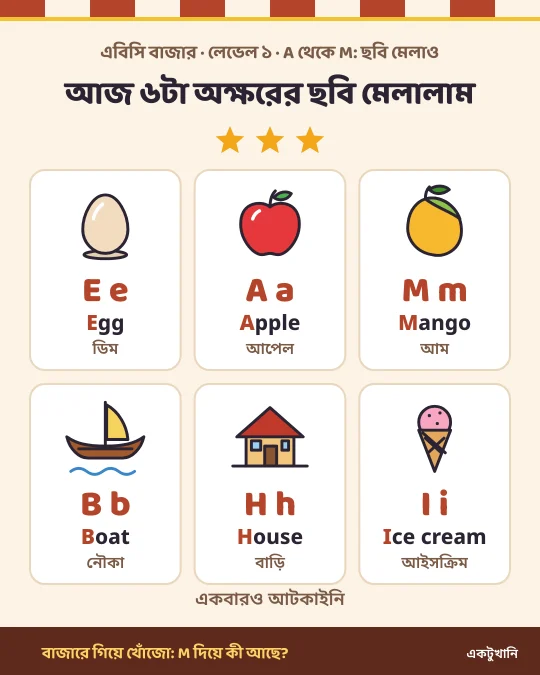 এবিসি বাজার · লেভেল ১ · A থেকে M: ছবি মেলাও
আজ ৬টা অক্ষরের ছবি মেলালাম
E e
Egg
ডিম
A a
Apple
আপেল
M m
Mango
আম
B b
Boat
নৌকা
H h
House
বাড়ি
I i
Ice cream
আইসক্রিম
একবারও আটকাইনি
বাজারে গিয়ে খোঁজো: M দিয়ে কী আছে?
একটুখানি